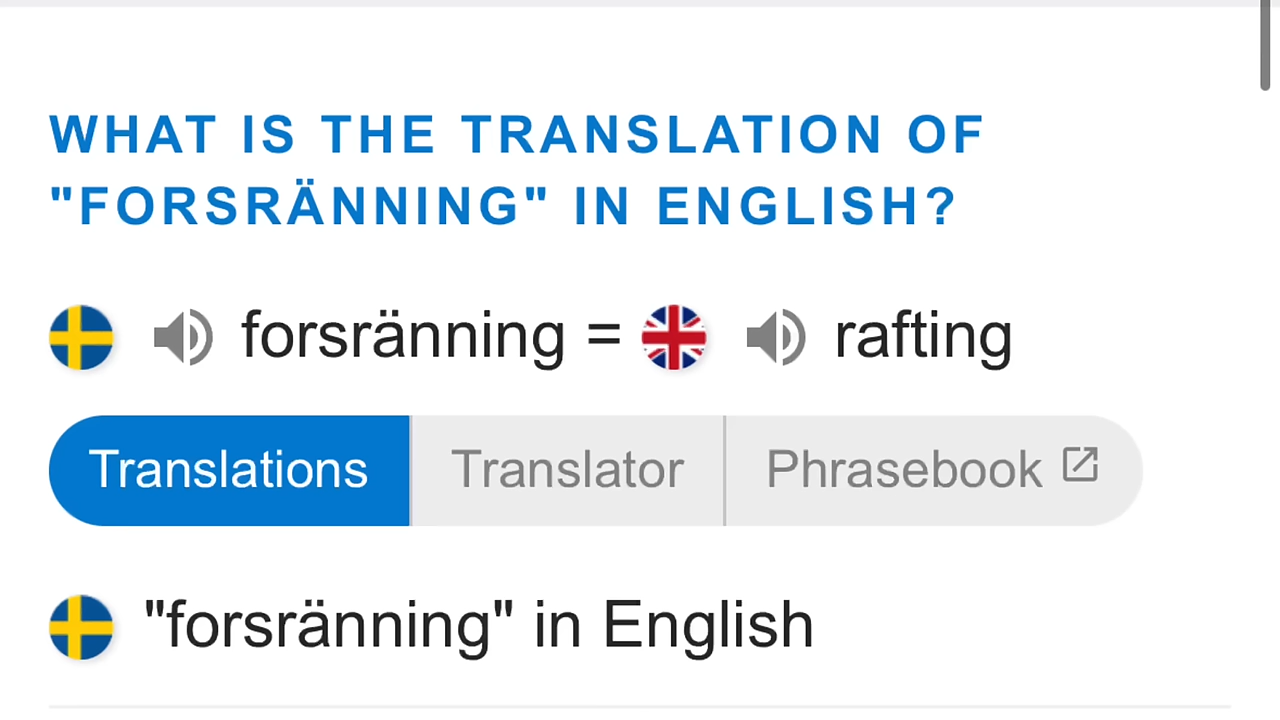 WHAT IS THE TRANSLATION OF
"FORSRÄNNING" IN ENGLISH?
forsränning = rafting
Translations Translator Phrasebook
"forsränning" in English